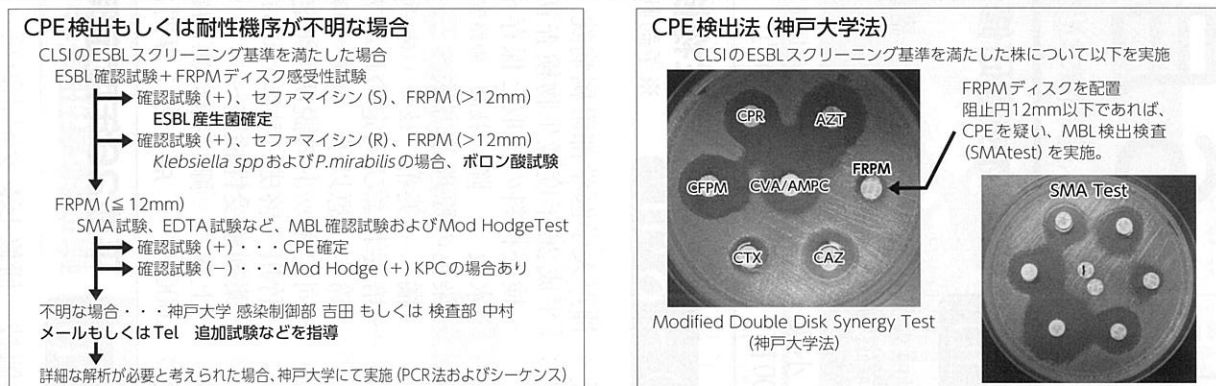 CPE検出もしくは耐性機序が不明な場合
CLSIのESBLスクリーニング基準を満たした場合
ESBL確認試験+FRPMディスク感受性試験
確認試験(+)、セファマイシン(S)、FRPM(>12mm)
ESBL産生菌確定
確認試験(+)、セファマイシン(R)、FRPM(>12mm)
Klebsiella sppおよびP.mirabilisの場合、ボロン酸試験
FRPM(≦12mm)
SMA試験、EDTA試験など、MBL確認試験およびMod HodgeTest
確認試験(+)・・・CPE確定
確認試験(−)・・・Mod Hodge(+)KPCの場合あり
不明な場合・・・神戸大学 感染制御部 吉田 もしくは 検査部 中村
メールもしくはTel 追加試験などを指導
詳細な解析が必要と考えられた場合、神戸大学にて実施(PCR法およびシーケンス)
CPE検出法(神戸大学法)
CLSIのESBLスクリーニング基準を満たした株について以下を実施
CPR
AZT
CFPM
CVA/AMPC
FRPM
CTX
CAZ
FRPMディスクを配置
阻止円12mm以下であれば、
CPEを疑い、MBL検出検査
(SMAtest)を実施。
SMA Test
Modified Double Disk Synergy Test
(神戸大学法)